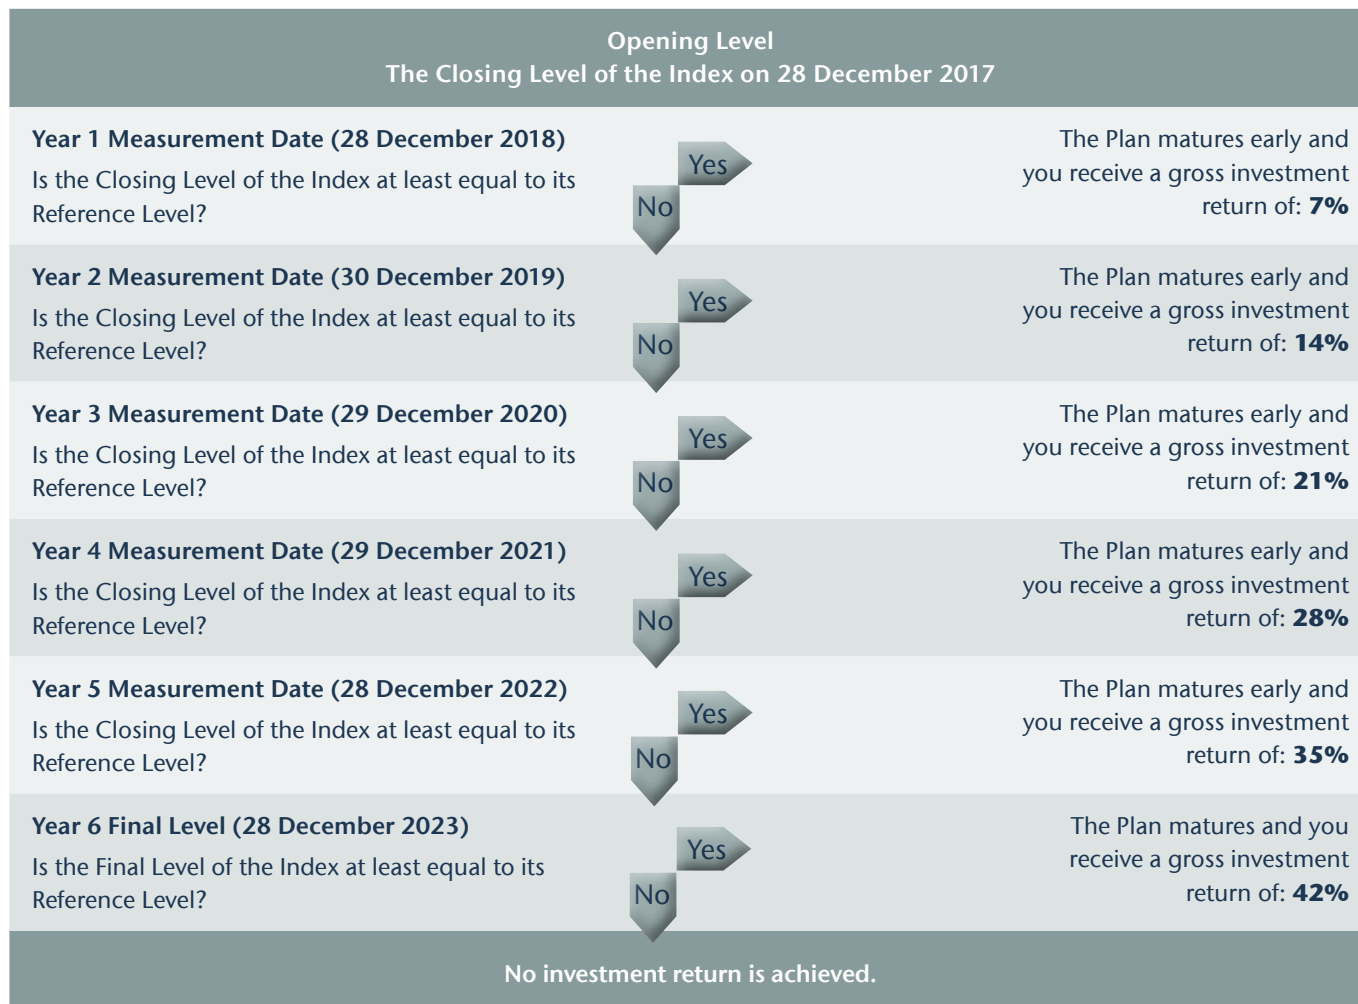 Opening Level
The Closing Level of the Index on 28 December 2017
Year 1 Measurement Date (28 December 2018)
Is the Closing Level of the Index at least equal to its
Reference Level?
Yes
No
The Plan matures early and
you receive a gross investment
return of: 7%
Year 2 Measurement Date (30 December 2019)
Is the Closing Level of the Index at least equal to its
Reference Level?
Yes
No
The Plan matures early and
you receive a gross investment
return of: 14%
Year 3 Measurement Date (29 December 2020)
Is the Closing Level of the Index at least equal to its
Reference Level?
Yes
No
The Plan matures early and
you receive a gross investment
return of: 21%
Year 4 Measurement Date (29 December 2021)
Is the Closing Level of the Index at least equal to its
Reference Level?
Yes
No
The Plan matures early and
you receive a gross investment
return of: 28%
Year 5 Measurement Date (28 December 2022)
Is the Closing Level of the Index at least equal to its
Reference Level?
Yes
No
The Plan matures early and
you receive a gross investment
return of: 35%
Year 6 Final Level (28 December 2023)
Is the Final Level of the Index at least equal to its
Reference Level?
Yes
No
The Plan matures and you
receive a gross investment
return of: 42%
No investment return is achieved.